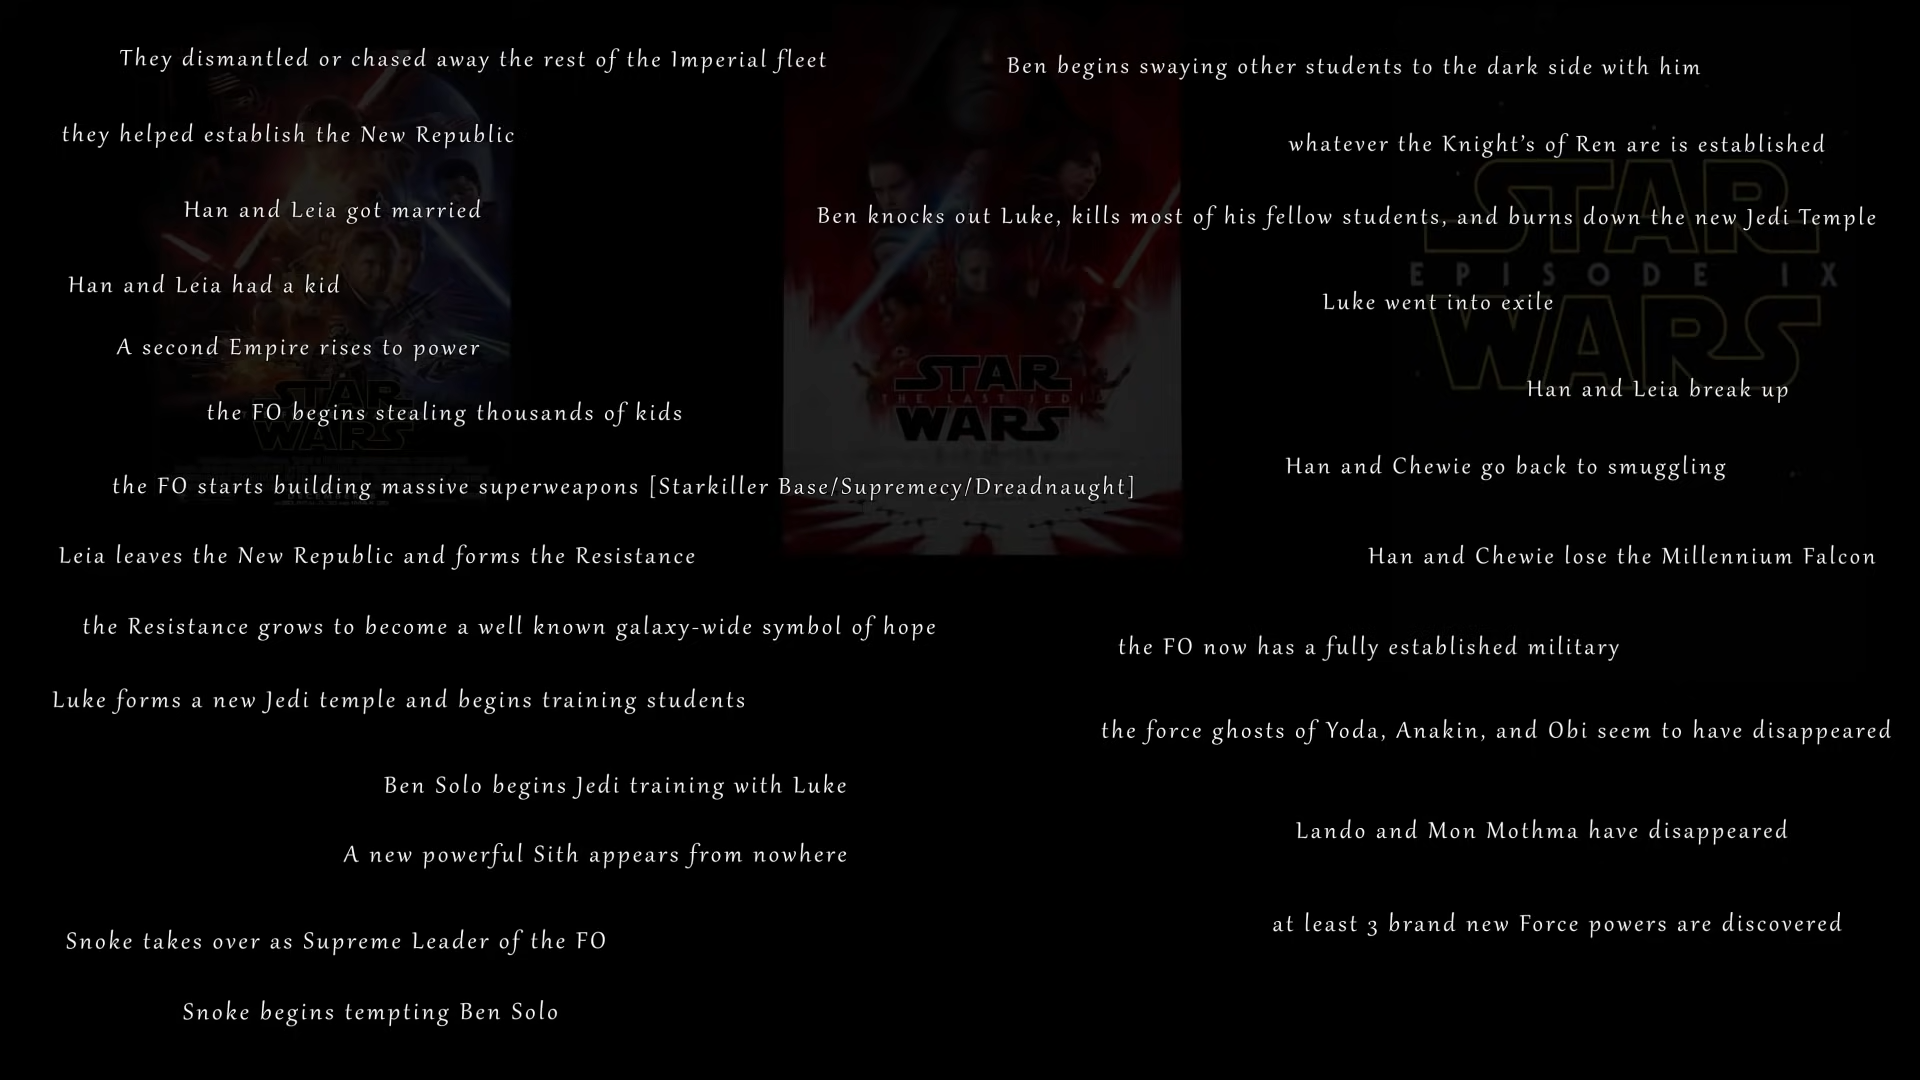 They dismantled or chased away the rest of the Imperial fleet
they helped establish the New Republic
Han and Leia got married
Han and Leia had a kid
A second Empire rises to power
the FO begins stealing thousands of kids
the FO starts building massive superweapons [Starkiller Base/Supremecy/Dreadnaught]
Leia leaves the New Republic and forms the Resistance
the Resistance grows to become a well known galaxy-wide symbol of hope
Luke forms a new Jedi temple and begins training students
Ben Solo begins Jedi training with Luke
A new powerful Sith appears from nowhere
Snoke takes over as Supreme Leader of the FO
Snoke begins tempting Ben Solo
Ben begins swaying other students to the dark side with him
whatever the Knight's of Ren are is established
Ben knocks out Luke, kills most of his fellow students, and burns down the new Jedi Temple
Luke went into exile
Han and Leia break up
Han and Chewie go back to smuggling
Han and Chewie lose the Millennium Falcon
the FO now has a fully established military
the force ghosts of Yoda, Anakin, and Obi seem to have disappeared
Lando and Mon Mothma have disappeared
at least 3 brand new Force powers are discovered
STAR
WARS
STAR
THE LAST JEDI
WARS
STAR
EPISODE IX
WARS